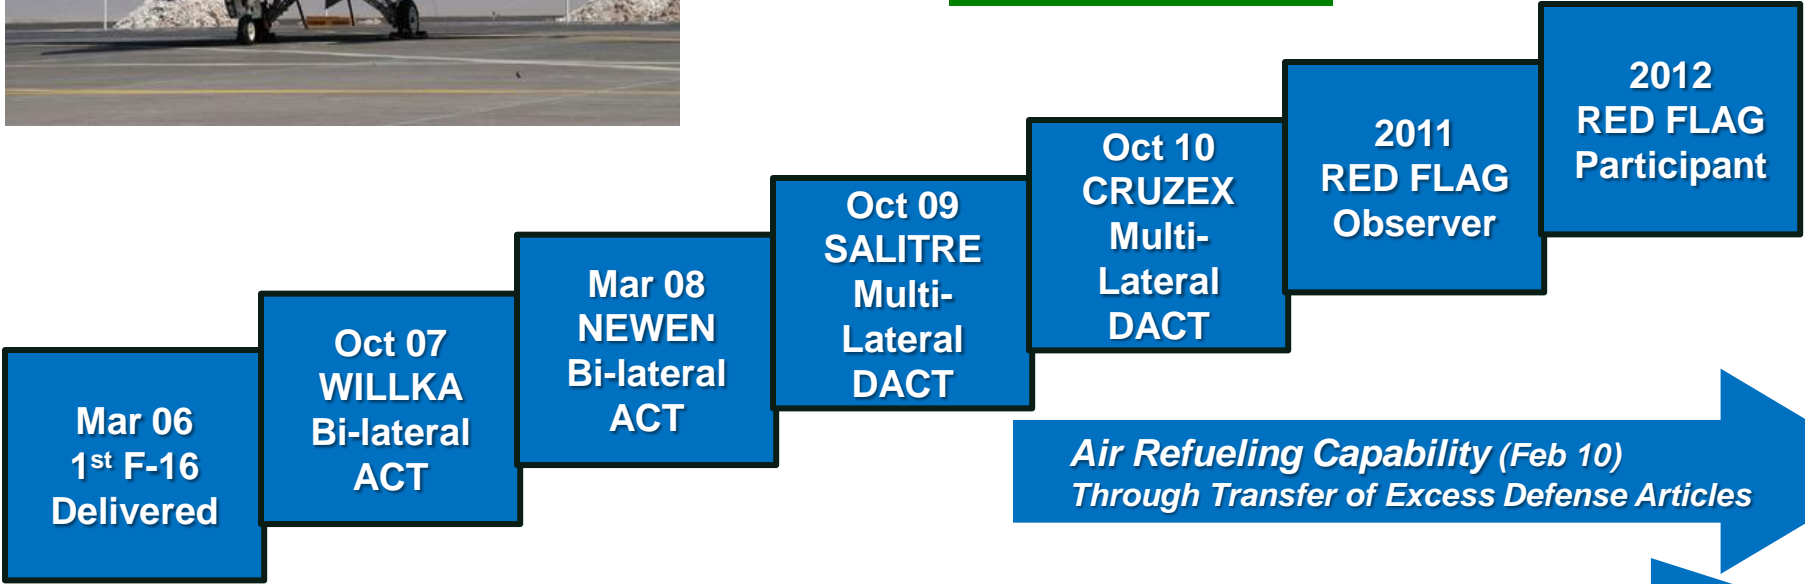 Mar 06
1st F-16
Delivered
Oct 07
WILLKA
Bi-lateral
ACT
Mar 08
NEWEN
Bi-lateral
ACT
Oct 09
SALITRE
Multi-
Lateral
DACT
Oct 10
CRUZEX
Multi-
Lateral
DACT
2011
RED FLAG
Observer
2012
RED FLAG
Participant
Air Refueling Capability (Feb 10)
Through Transfer of Excess Defense Articles